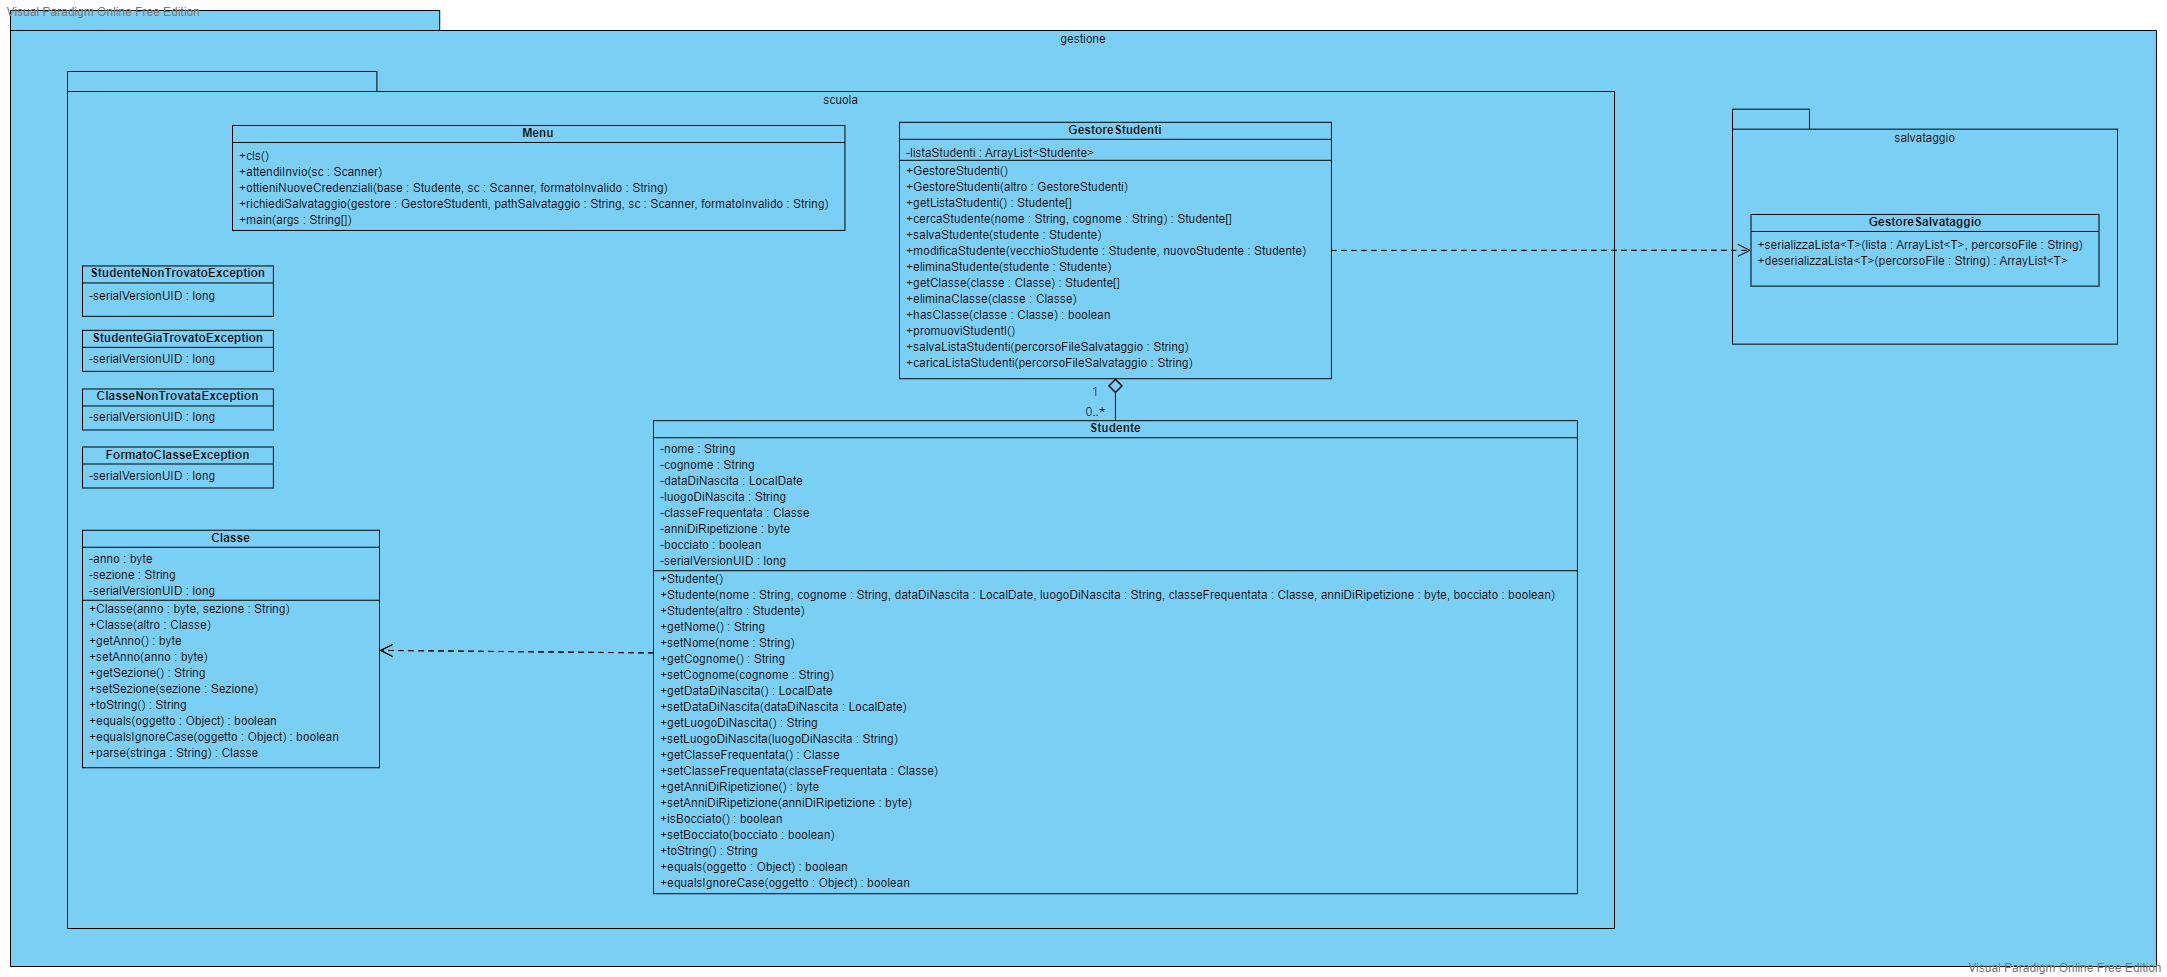 Visual Paradigm Online Free Edition
gestione
scuola
Menu
+cls()
+attendiInvio(sc : Scanner)
+ottieniNuoveCredenziali(base : Studente, sc : Scanner, formatoInvalido : String)
+richiediSalvataggio(gestore : GestoreStudenti, pathSalvataggio : String, sc : Scanner, formatoInvalido : String)
+main(args : String[])
GestoreStudenti
-listaStudenti : ArrayList<Studente>
+GestoreStudenti()
+GestoreStudenti(altro : GestoreStudenti)
+getListaStudenti() : Studente[]
+cercaStudente(nome : String, cognome : String) : Studente[]
+salvaStudente(studente : Studente)
+modificaStudente(vecchioStudente : Studente, nuovoStudente : Studente)
+eliminaStudente(studente : Studente)
+getClasse(classe : Classe) : Studente[]
+eliminaClasse(classe : Classe)
+hasClasse(classe : Classe) : boolean
+promuoviStudentI()
+salvaListaStudenti(percorsoFileSalvataggio : String)
+caricaListaStudenti(percorsoFileSalvataggio : String)
salvataggio
GestoreSalvataggio
+serializzaLista<T>(lista : ArrayList<T>, percorsoFile : String)
+deserializzaLista<T>(percorsoFile : String) : ArrayList<T>
StudenteNonTrovatoException
-serialVersionUID : long
StudenteGiaTrovatoException
-serialVersionUID : long
ClasseNonTrovataException
-serialVersionUID : long
FormatoClasseException
-serialVersionUID : long
1
0..*
Classe
-anno : byte
-sezione : String
-serialVersionUID : long
+Classe(anno : byte, sezione : String)
+Classe(altro : Classe)
+getAnno() : byte
+setAnno(anno : byte)
+getSezione() : String
+setSezione(sezione : Sezione)
+toString() : String
+equals(oggetto : Object) : boolean
+equalsIgnoreCase(oggetto : Object) : boolean
+parse(stringa : String) : Classe
Studente
-nome : String
-cognome : String
-dataDiNascita : LocalDate
-luogoDiNascita : String
-classeFrequentata : Classe
-anniDiRipetizione : byte
-bocciato : boolean
-serialVersionUID : long
+Studente()
+Studente(nome : String, cognome : String, dataDiNascita : LocalDate, luogoDiNascita : String, classeFrequentata : Classe, anniDiRipetizione : byte, bocciato : boolean)
+Studente(altro : Studente)
+getNome() : String
+setNome(nome : String)
+getCognome() : String
+setCognome(cognome : String)
+getDataDiNascita() : LocalDate
+setDataDiNascita(dataDiNascita : LocalDate)
+getLuogoDiNascita() : String
+setLuogoDiNascita(luogoDiNascita : String)
+getClasseFrequentata() : Classe
+setClasseFrequentata(classeFrequentata : Classe)
+getAnniDiRipetizione() : byte
+setAnniDiRipetizione(anniDiRipetizione : byte)
+isBocciato() : boolean
+setBocciato(bocciato : boolean)
+toString() : String
+equals(oggetto : Object) : boolean
+equalsIgnoreCase(oggetto : Object) : boolean
Visual Paradigm Online Free Edition